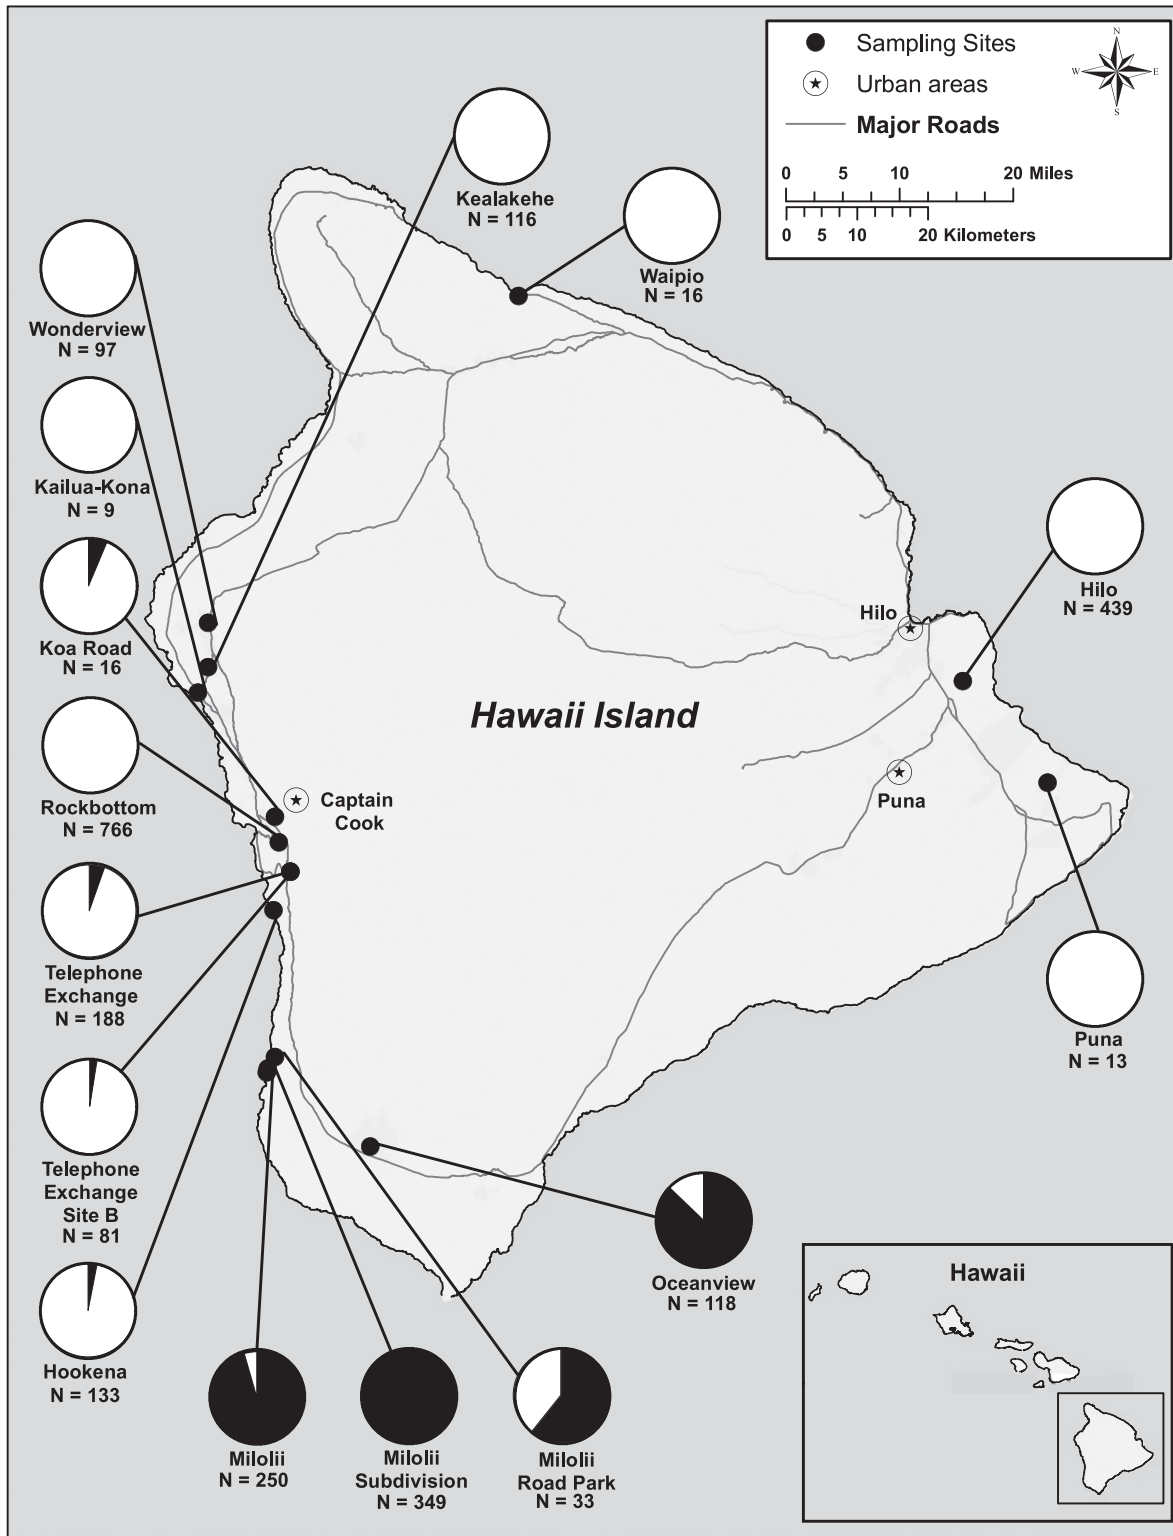 Sampling Sites
Urban areas
Major Roads
N
W
E
S
0 5 10 20 Miles
0 5 10 20 Kilometers
Kealakehe
N = 116
Waipio
N = 16
Wonderview
N = 97
Kailua-Kona
N = 9
Koa Road
N = 16
Rockbottom
N = 766
Telephone
Exchange
N = 188
Telephone
Exchange
Site B
N = 81
Hookena
N = 133
Milolii
N = 250
Milolii
Subdivision
N = 349
Milolii
Road Park
N = 33
Oceanview
N = 118
Hilo
N = 439
Puna
N = 13
Hilo
Puna
Captain
Cook
Hawaii Island
Hawaii